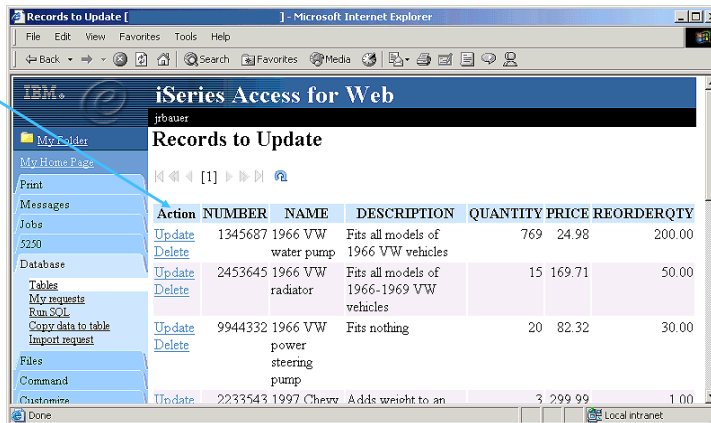 Records to Update [ ] - Microsoft Internet Explorer
File Edit View Favorites Tools Help
Back Search Favorites Media
IBM
iSeries Access for Web
jrbauer
My Folder
My Home Page
Print
Messages
Jobs
5250
Database
Tables
My requests
Run SQL
Copy data to table
Import request
Files
Command
Customize
Records to Update
[1]
Action NUMBER NAME DESCRIPTION QUANTITY PRICE REORDERQTY
Update 1345687 1966 VW Fits all models of 769 24.98 200.00
Delete water pump 1966 VW vehicles
Update 2453645 1966 VW Fits all models of 15 169.71 50.00
Delete radiator 1966-1969 VW
vehicles
Update 9944332 1966 VW Fits nothing 20 82.32 30.00
Delete power
steering
pump
Update 2233543 1997 Chevy Adds weight to an 3 299.99 1.00
Done Local intranet